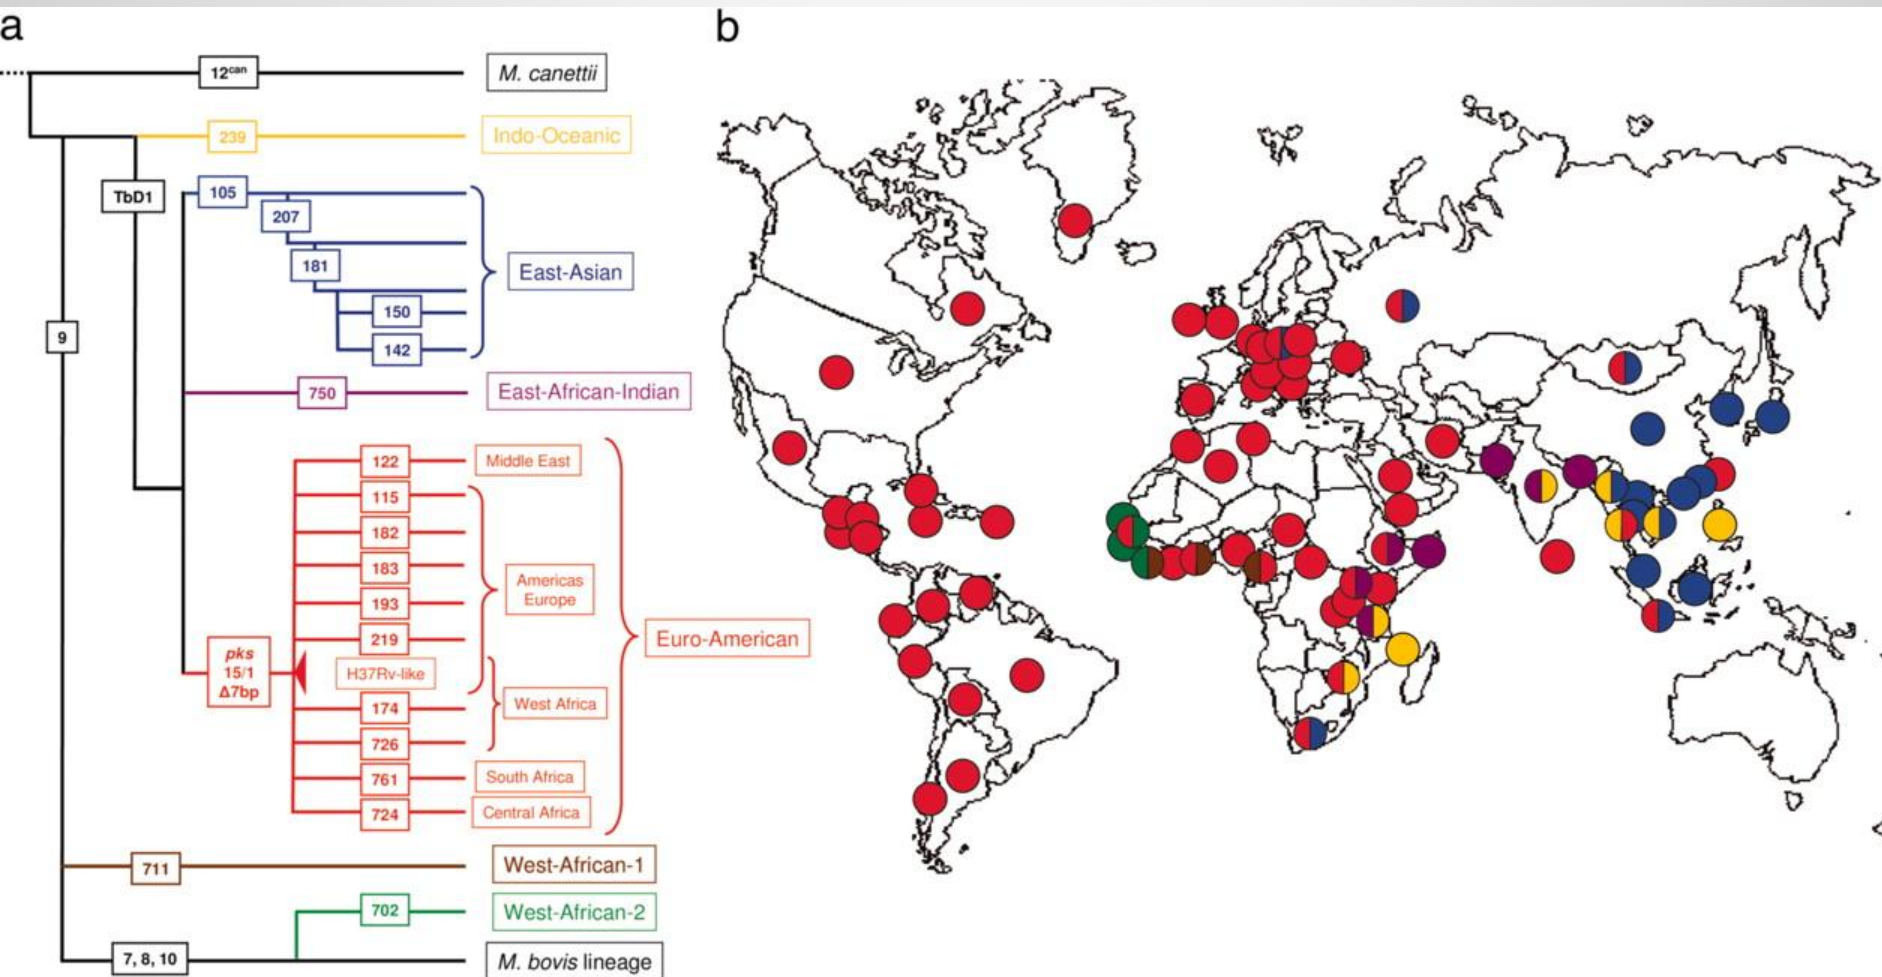 a
b
12can
M. canettii
239
Indo-Oceanic
TbD1
105
207
181
150
142
East-Asian
9
750
East-African-Indian
122
Middle East
115
182
183
193
219
Americas
Europe
H37Rv-like
pks
15/1
Δ7bp
174
726
West Africa
Euro-American
761
South Africa
724
Central Africa
711
West-African-1
702
West-African-2
7, 8, 10
M. bovis lineage